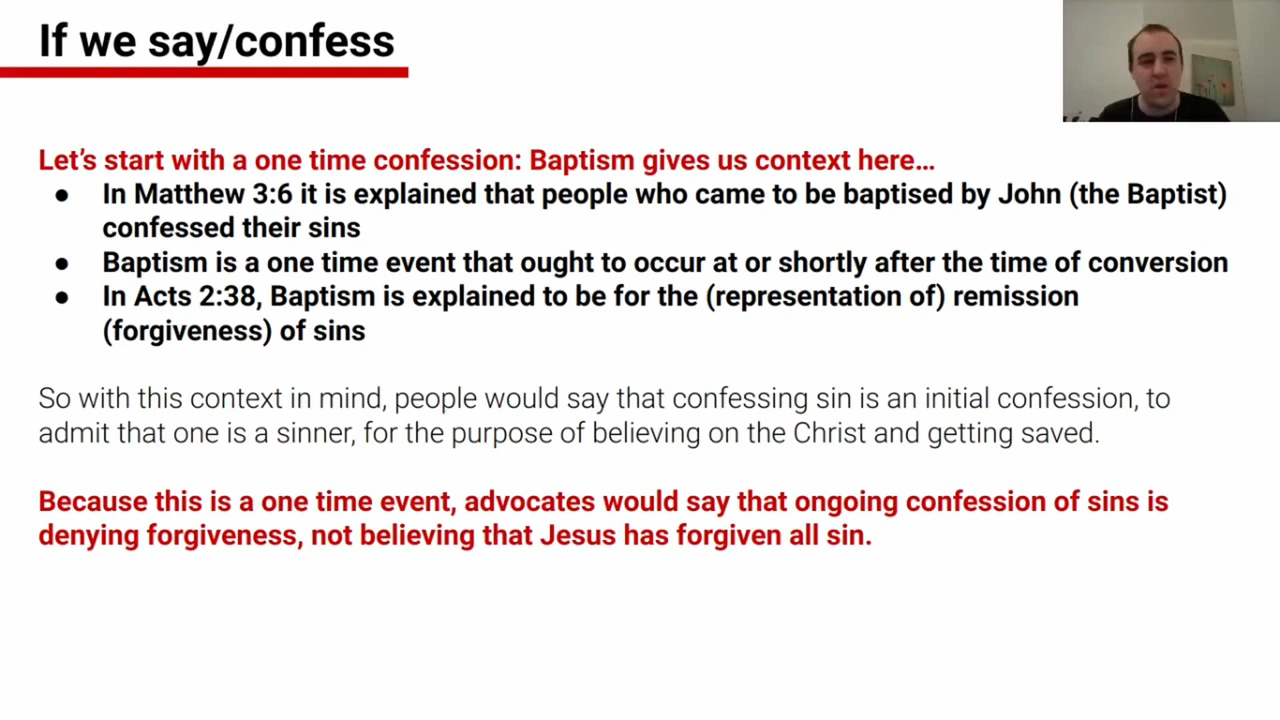 If we say/confess
Let’s start with a one time confession: Baptism gives us context here…
● In Matthew 3:6 it is explained that people who came to be baptised by John (the Baptist)
confessed their sins
● Baptism is a one time event that ought to occur at or shortly after the time of conversion
● In Acts 2:38, Baptism is explained to be for the (representation of) remission
(forgiveness) of sins
So with this context in mind, people would say that confessing sin is an initial confession, to
admit that one is a sinner, for the purpose of believing on the Christ and getting saved.
Because this is a one time event, advocates would say that ongoing confession of sins is
denying forgiveness, not believing that Jesus has forgiven all sin.